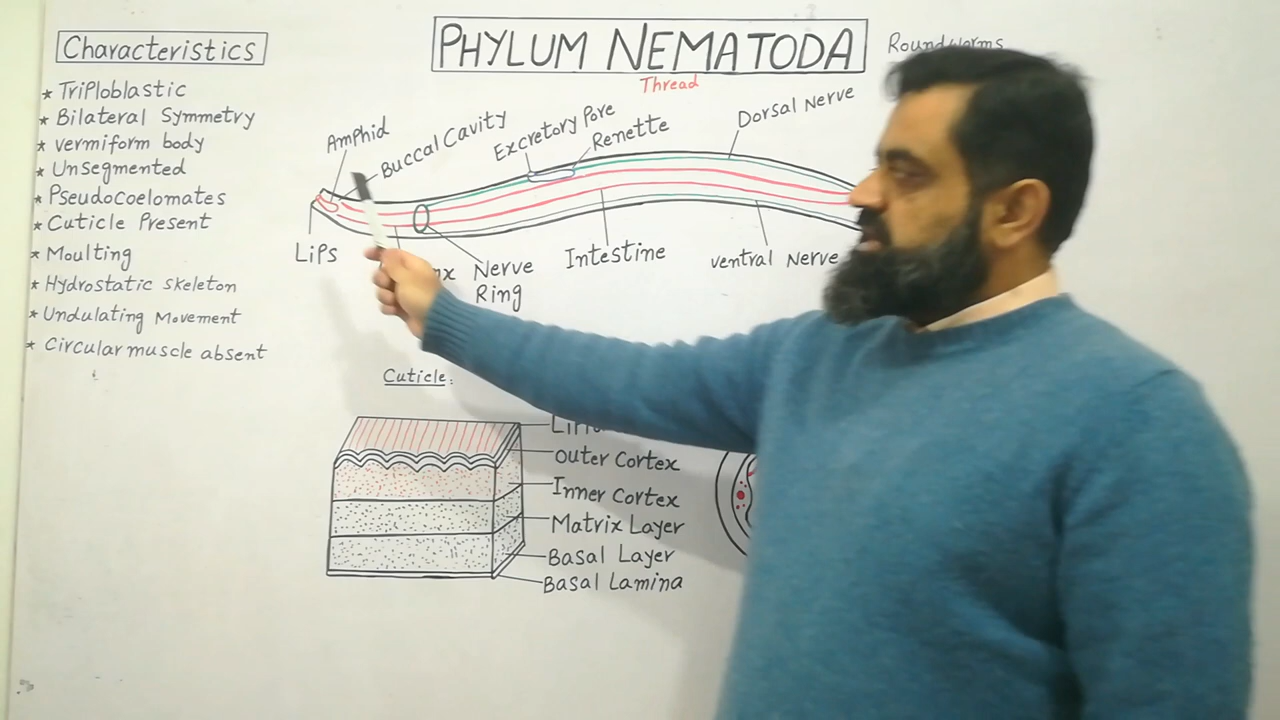 Characteristics
* Triploblastic
* Bilateral Symmetry
* vermiform body
* Unsegmented
* Pseudocoelomates
* Cuticle Present
* Moulting
* Hydrostatic skeleton
* Undulating Movement
* Circular muscle absent
PHYLUM NEMATODA
Thread
Roundworms
Amphid
Buccal Cavity
Excretory Pore
Renette
Dorsal Nerve
Lips
Nerve
Ring
Intestine
ventral Nerve
Cuticle:
Outer Cortex
Inner Cortex
Matrix Layer
Basal Layer
Basal Lamina